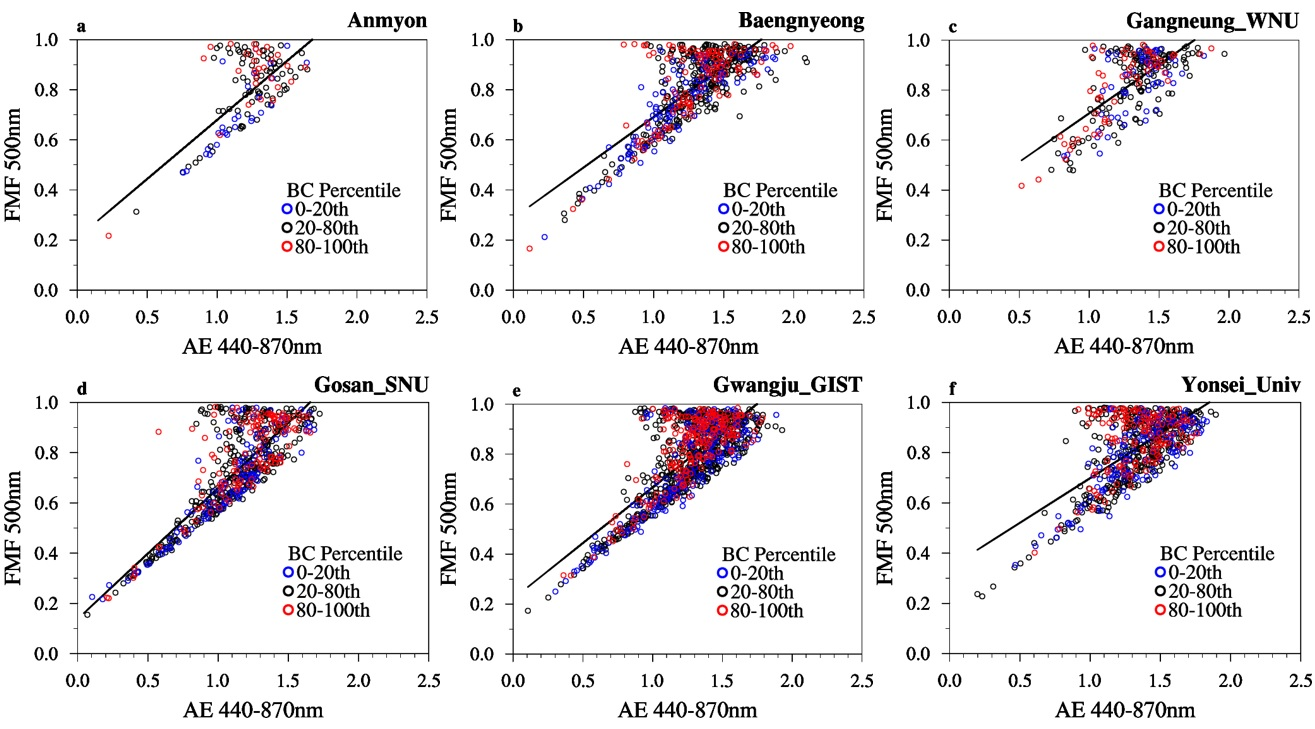 a Anmyon
FMF 500nm
1.0
0.8
0.6
0.4
0.2
0.0
BC Percentile
0-20th
20-80th
80-100th
0.0 0.5 1.0 1.5 2.0 2.5
AE 440-870nm
b Baengnyeong
FMF 500nm
1.0
0.8
0.6
0.4
0.2
0.0
BC Percentile
0-20th
20-80th
80-100th
0.0 0.5 1.0 1.5 2.0 2.5
AE 440-870nm
c Gangneung_WNU
FMF 500nm
1.0
0.8
0.6
0.4
0.2
0.0
BC Percentile
0-20th
20-80th
80-100th
0.0 0.5 1.0 1.5 2.0 2.5
AE 440-870nm
d Gosan_SNU
FMF 500nm
1.0
0.8
0.6
0.4
0.2
0.0
BC Percentile
0-20th
20-80th
80-100th
0.0 0.5 1.0 1.5 2.0 2.5
AE 440-870nm
e Gwangju_GIST
FMF 500nm
1.0
0.8
0.6
0.4
0.2
0.0
BC Percentile
0-20th
20-80th
80-100th
0.0 0.5 1.0 1.5 2.0 2.5
AE 440-870nm
f Yonsei_Univ
FMF 500nm
1.0
0.8
0.6
0.4
0.2
0.0
BC Percentile
0-20th
20-80th
80-100th
0.0 0.5 1.0 1.5 2.0 2.5
AE 440-870nm